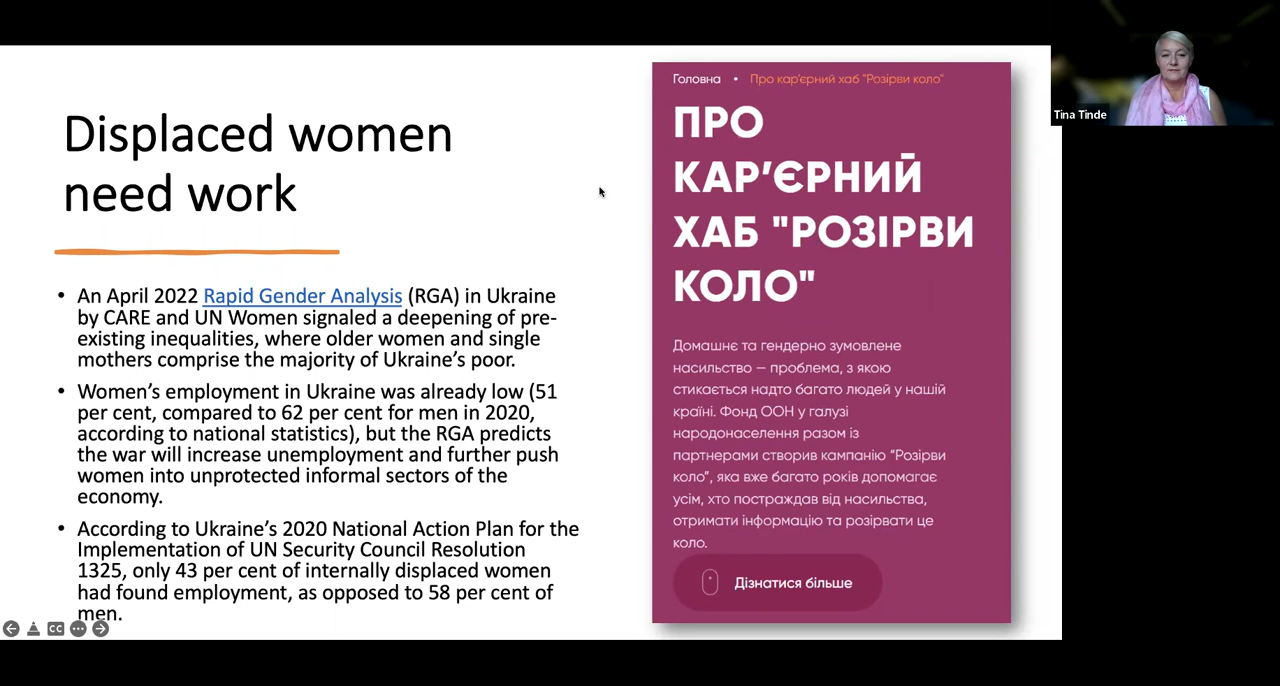 Displaced women
need work
• An April 2022 Rapid Gender Analysis (RGA) in Ukraine
by CARE and UN Women signaled a deepening of pre-
existing inequalities, where older women and single
mothers comprise the majority of Ukraine’s poor.
• Women’s employment in Ukraine was already low (51
per cent, compared to 62 per cent for men in 2020,
according to national statistics), but the RGA predicts
the war will increase unemployment and further push
women into unprotected informal sectors of the
economy.
• According to Ukraine’s 2020 National Action Plan for the
Implementation of UN Security Council Resolution
1325, only 43 per cent of internally displaced women
had found employment, as opposed to 58 per cent of
men.
CC
Головна • Про кар’єрний хаб "Розірви коло"
ПРО
КАР’ЄРНИЙ
ХАБ "РОЗІРВИ
КОЛО"
Домашнє та гендерно зумовлене
насильство — проблема, з якою
стикається надто багато людей у нашій
країні. Фонд ООН у галузі
народонаселення разом із
партнерами створив кампанію “Розірви
коло”, яка вже багато років допомагає
усім, хто постраждав від насильства,
отримати інформацію та розірвати це
коло.
Дізнатися більше
Tina Tinde